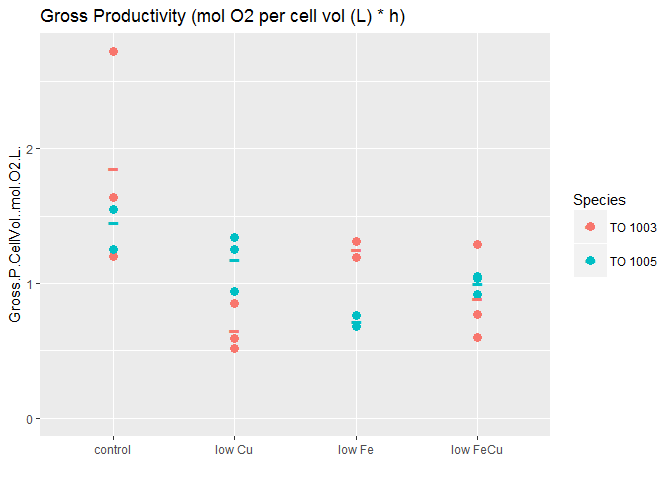 Gross Productivity (mol O2 per cell vol (L) * h)
Gross.P.CellVol..mol.O2.L.
2
1
0
control low Cu low Fe low FeCu
Species
TO 1003
TO 1005